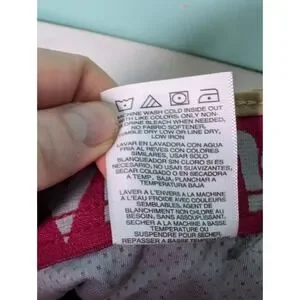 MACHINE WASH COLD INSIDE OUT
WITH LIKE COLORS. ONLY NON-
CHLORINE BLEACH WHEN NEEDED,
NO FABRIC SOFTENER,
TUMBLE DRY LOW OR LINE DRY,
LOW IRON
LAVAR EN LAVADORA CON AGUA
FRIA AL REVES CON COLORES
SIMILARES, USAR SOLO
BLANQUEADOR SIN CLORO SI ES
NECESARIO, NO USAR SUAVIZANTES,
SECAR COLGADO O EN SECADORA
A TEMP. BAJA, PLANCHAR A
TEMPERATURA BAJA
LAVER A L'ENVERS A LA MACHINE
A L'EAU FROIDE AVEC COULEURS
SEMBLABLES, AGENT DE
BLANCHIMENT NON CHLORE AU
BESOIN, SANS ASSOUPLISSANT.
SECHER A LA MACHINE A BASSE
TEMPERATURE OU
SUSPENDRE POUR SECHER.
REPASSER A BASSE